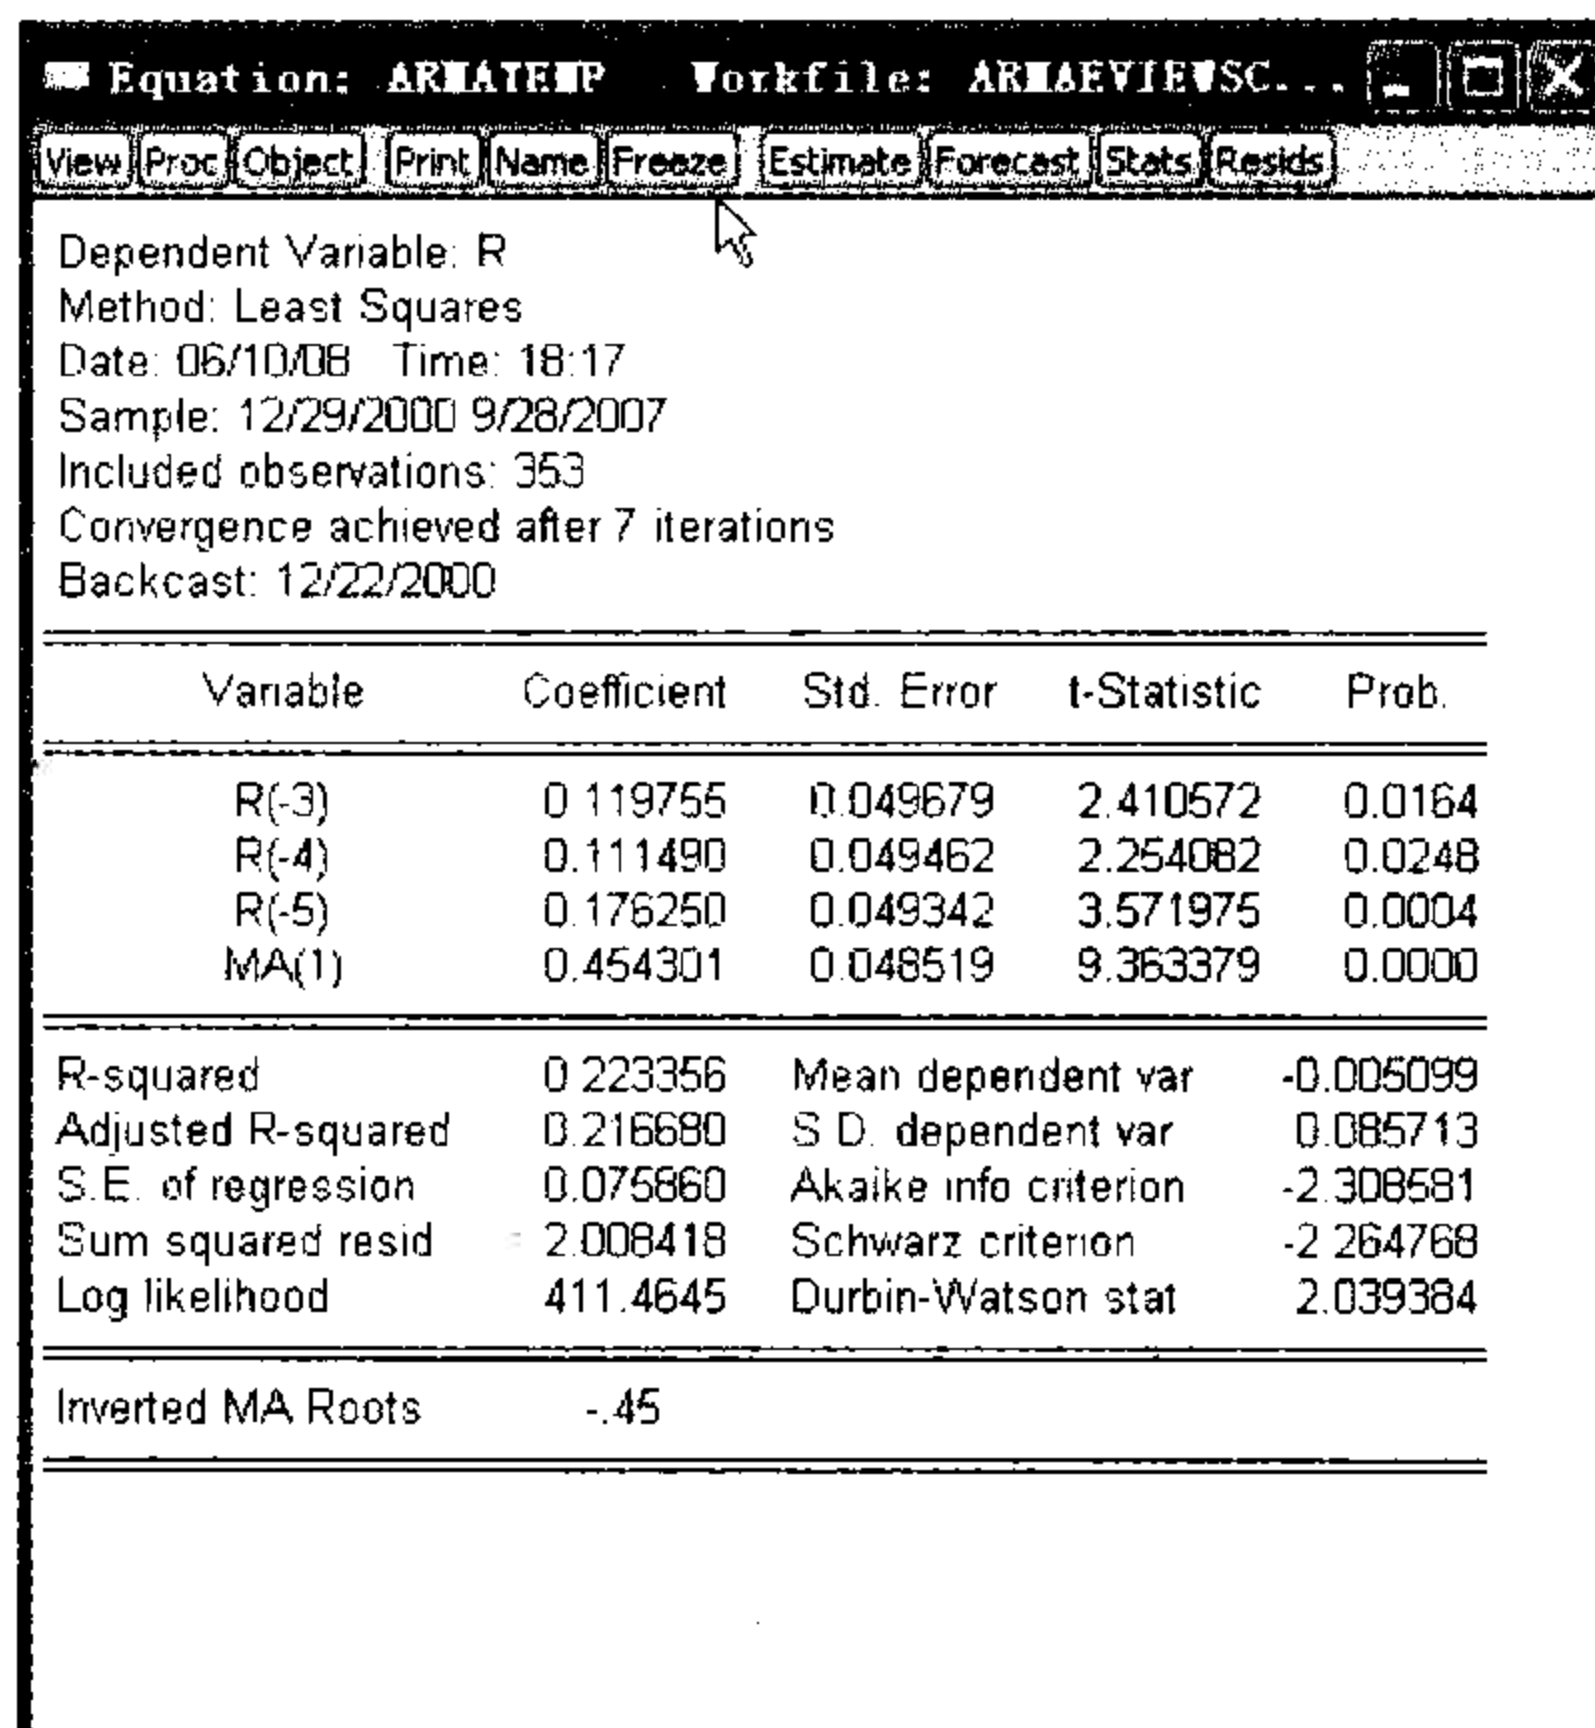 Equation: ARMATEMP Workfile: ARMAEVIEWSC...
View Proc Object Print Name Freeze Estimate Forecast Stats Resids
Dependent Variable: R
Method: Least Squares
Date: 06/10/08 Time: 18:17
Sample: 12/29/2000 9/28/2007
Included observations: 353
Convergence achieved after 7 iterations
Backcast: 12/22/2000
Variable Coefficient Std. Error t-Statistic Prob.
R(-3) 0.119755 0.049679 2.410572 0.0164
R(-4) 0.111490 0.049462 2.254082 0.0248
R(-5) 0.176250 0.049342 3.571975 0.0004
MA(1) 0.454301 0.048519 9.363379 0.0000
R-squared 0.223356 Mean dependent var -0.005099
Adjusted R-squared 0.216680 S.D. dependent var 0.085713
S.E. of regression 0.075860 Akaike info criterion -2.308581
Sum squared resid 2.008418 Schwarz criterion -2.264768
Log likelihood 411.4645 Durbin-Watson stat 2.039384
Inverted MA Roots -.45